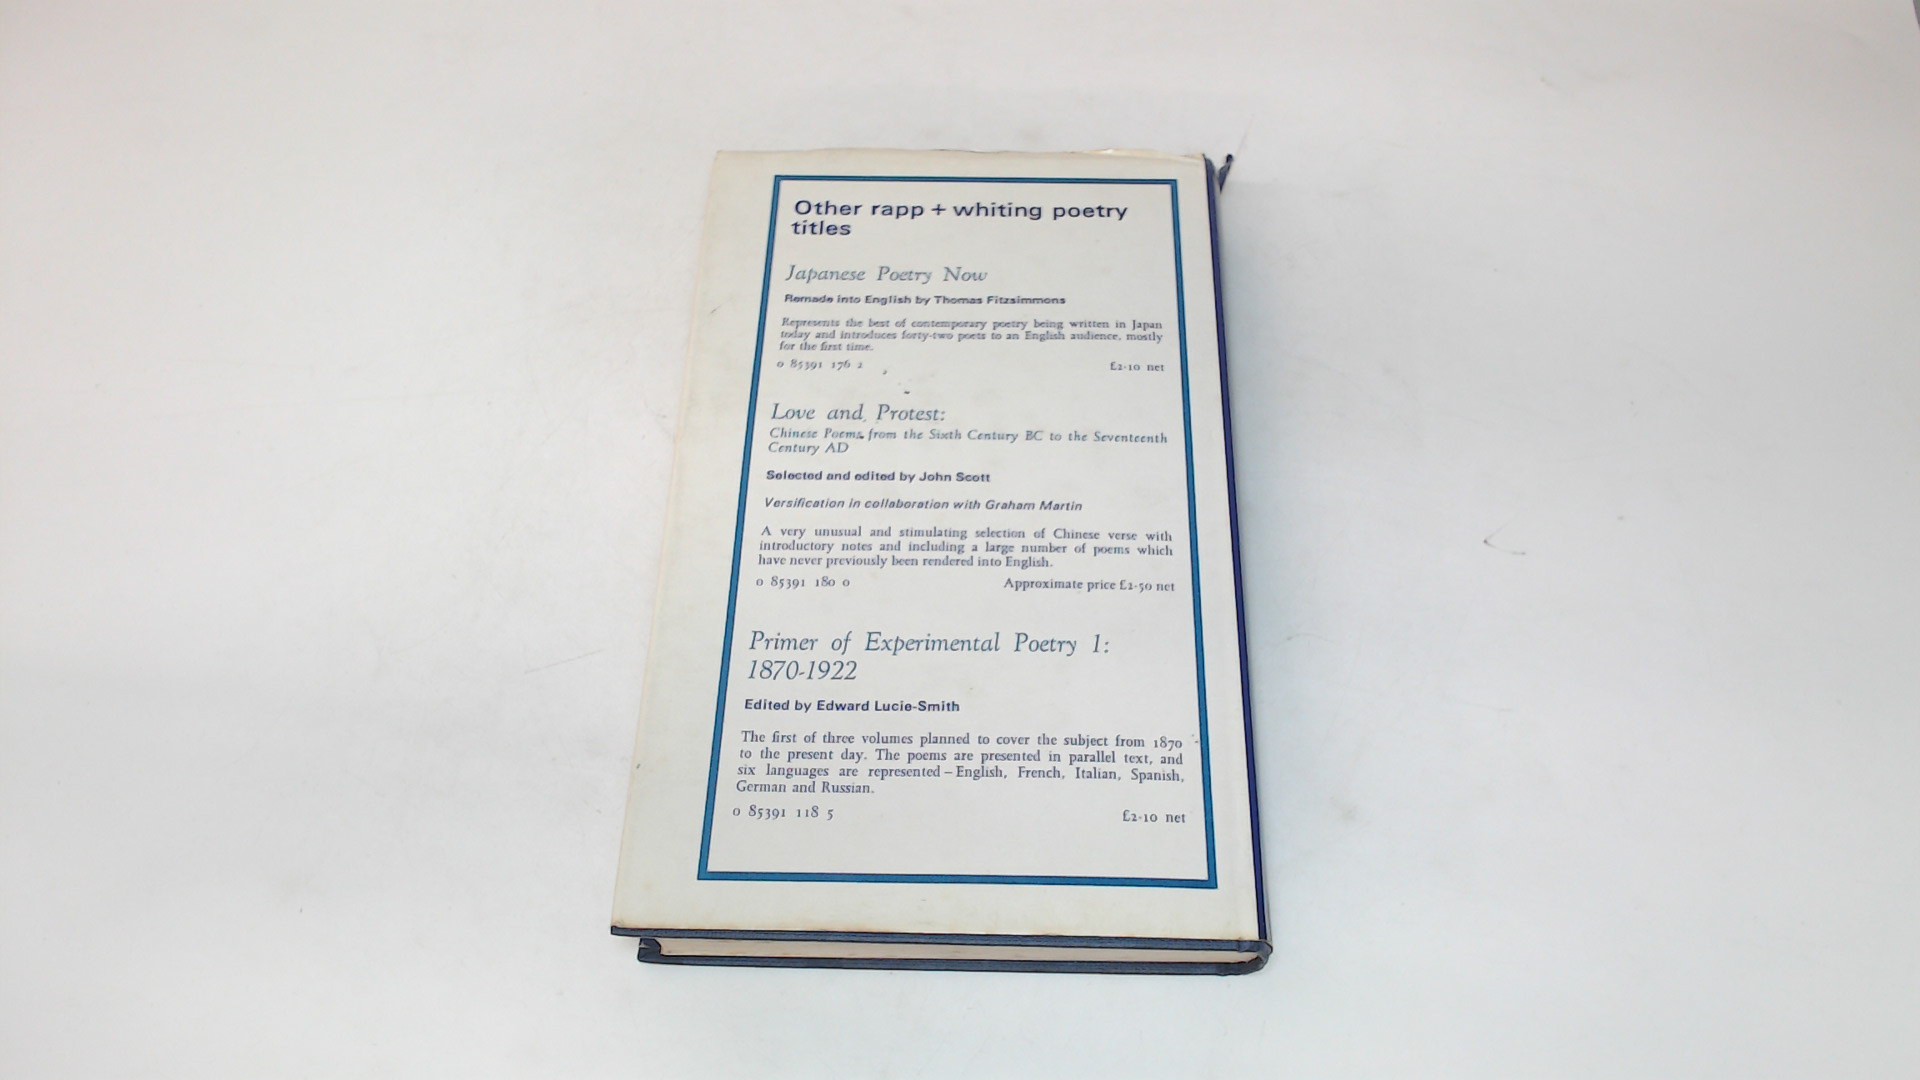 Other rapp + whiting poetry
titles
Japanese Poetry Now
Remade into English by Thomas Fitzsimmons
Represents the best of contemporary poetry being written in Japan
today and introduces forty-two poets to an English audience, mostly
for the first time.
0 85391 176 2 £2·10 net
Love and Protest:
Chinese Poems from the Sixth Century BC to the Seventeenth
Century AD
Selected and edited by John Scott
Versification in collaboration with Graham Martin
A very unusual and stimulating selection of Chinese verse with
introductory notes and including a large number of poems which
have never previously been rendered into English.
0 85391 180 0 Approximate price £2·50 net
Primer of Experimental Poetry 1:
1870-1922
Edited by Edward Lucie-Smith
The first of three volumes planned to cover the subject from 1870
to the present day. The poems are presented in parallel text, and
six languages are represented – English, French, Italian, Spanish,
German and Russian.
0 85391 118 5 £2·10 net